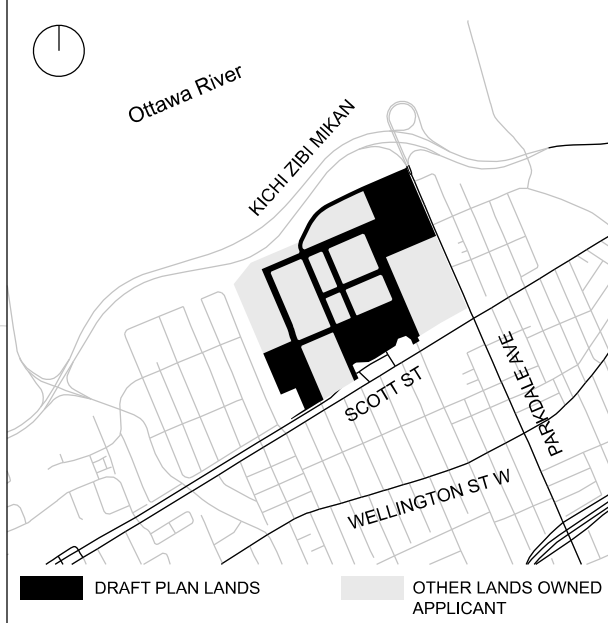 Ottawa River
KICHI ZIBI MIKAN
SCOTT ST
PARKDALE AVE
WELLINGTON ST W
DRAFT PLAN LANDS
OTHER LANDS OWNED
APPLICANT